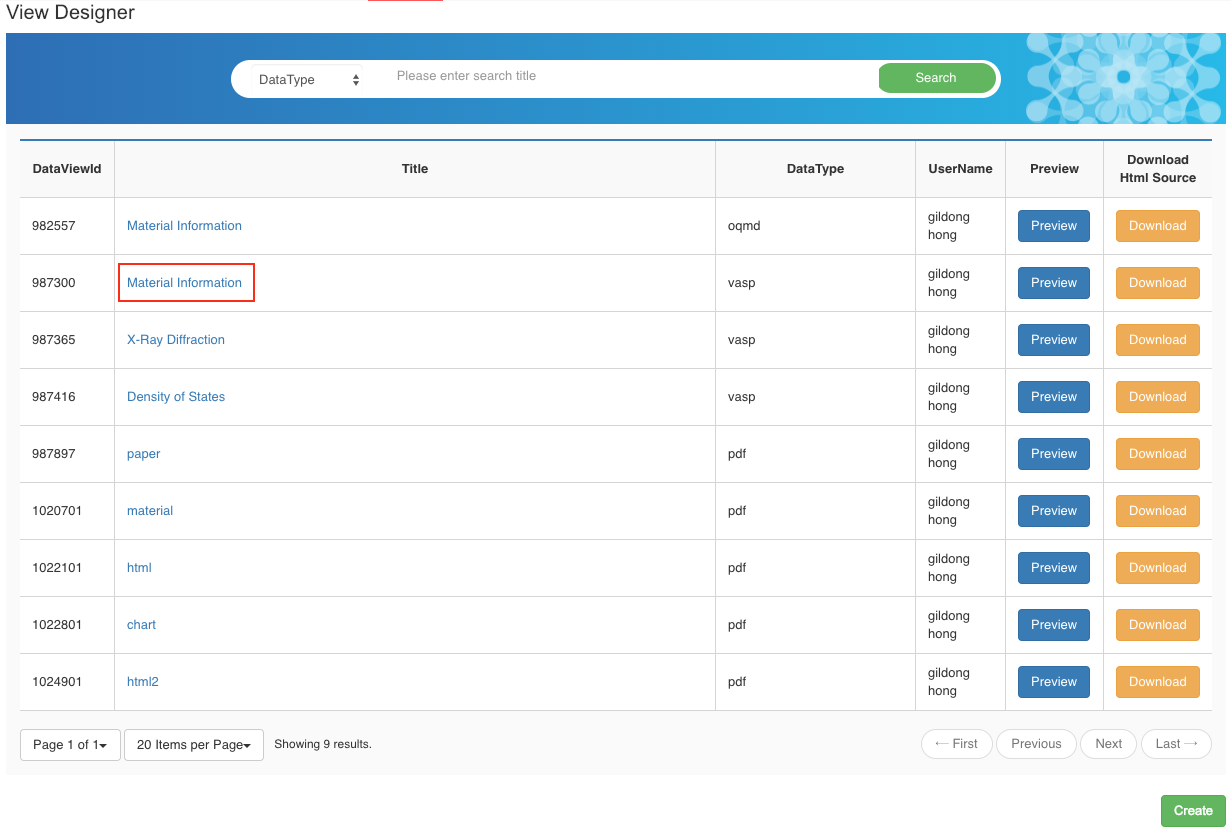 View Designer
DataType Please enter search title Search
DataViewId Title DataType UserName Preview Download Html Source
982557 Material Information oqmd gildong hong Preview Download
987300 Material Information vasp gildong hong Preview Download
987365 X-Ray Diffraction vasp gildong hong Preview Download
987416 Density of States vasp gildong hong Preview Download
987897 paper pdf gildong hong Preview Download
1020701 material pdf gildong hong Preview Download
1022101 html pdf gildong hong Preview Download
1022801 chart pdf gildong hong Preview Download
1024901 html2 pdf gildong hong Preview Download
Page 1 of 1 20 Items per Page Showing 9 results. ← First Previous Next Last →
Create